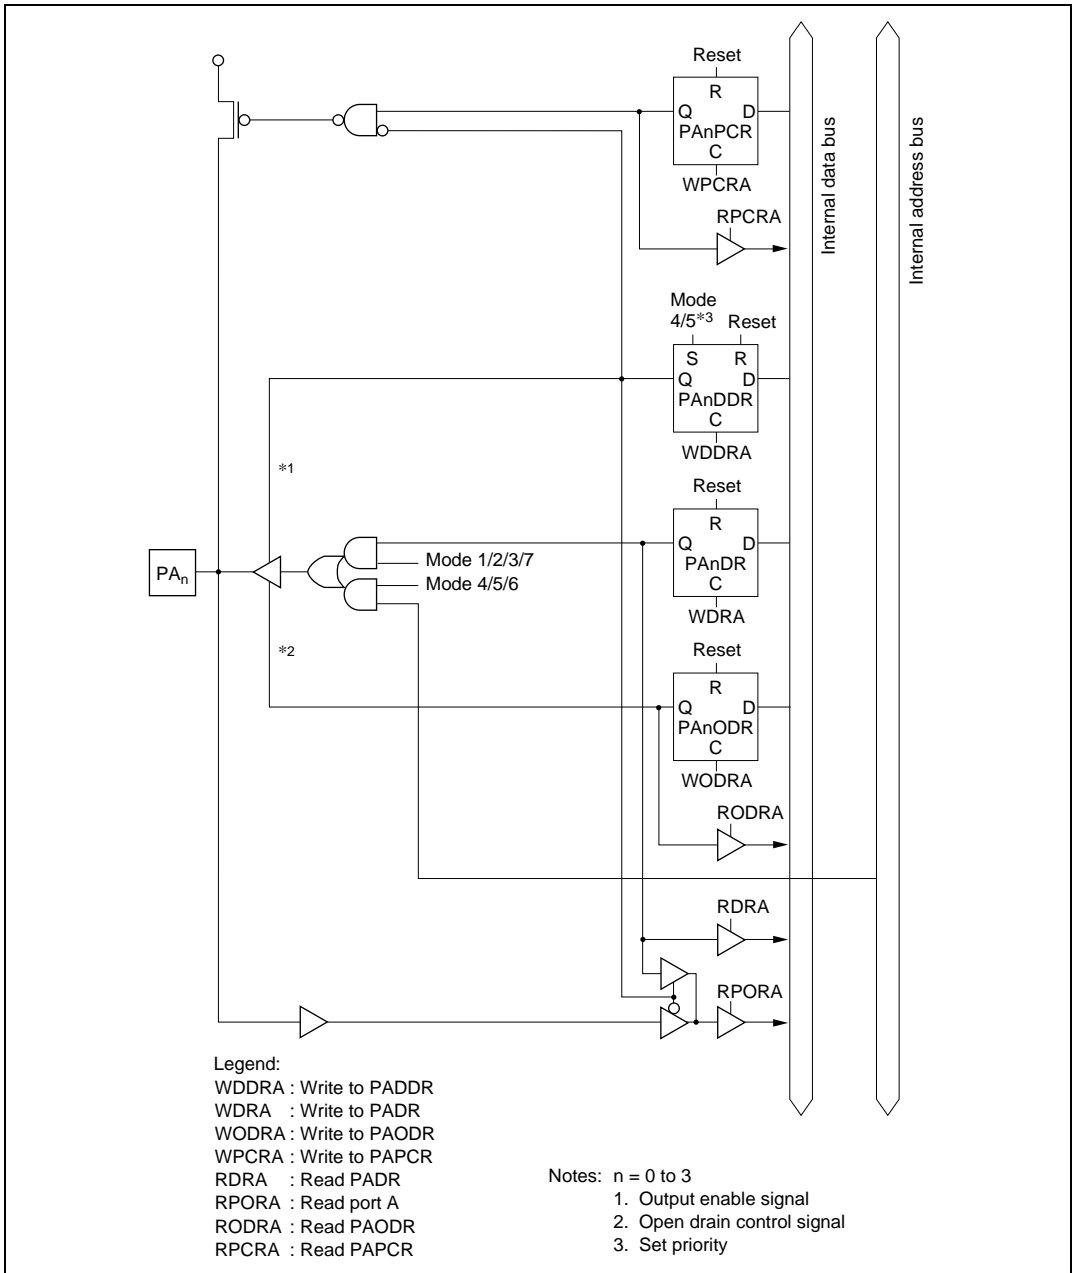 Reset
R
Q D
PAnPCR
C
WPCRA
RPCRA
Internal data bus
Internal address bus
Mode
4/5*3 Reset
S R
Q D
PAnDDR
C
WDDRA
*1
Reset
R
Q D
PAnDR
C
WDRA
Mode 1/2/3/7
Mode 4/5/6
PAn
*2
Reset
R
Q D
PAnODR
C
WODRA
RODRA
RDRA
RPORA
Legend:
WDDRA : Write to PADDR
WDRA : Write to PADR
WODRA : Write to PAODR
WPCRA : Write to PAPCR
RDRA : Read PADR
RPORA : Read port A
RODRA : Read PAODR
RPCRA : Read PAPCR
Notes: n = 0 to 3
1. Output enable signal
2. Open drain control signal
3. Set priority